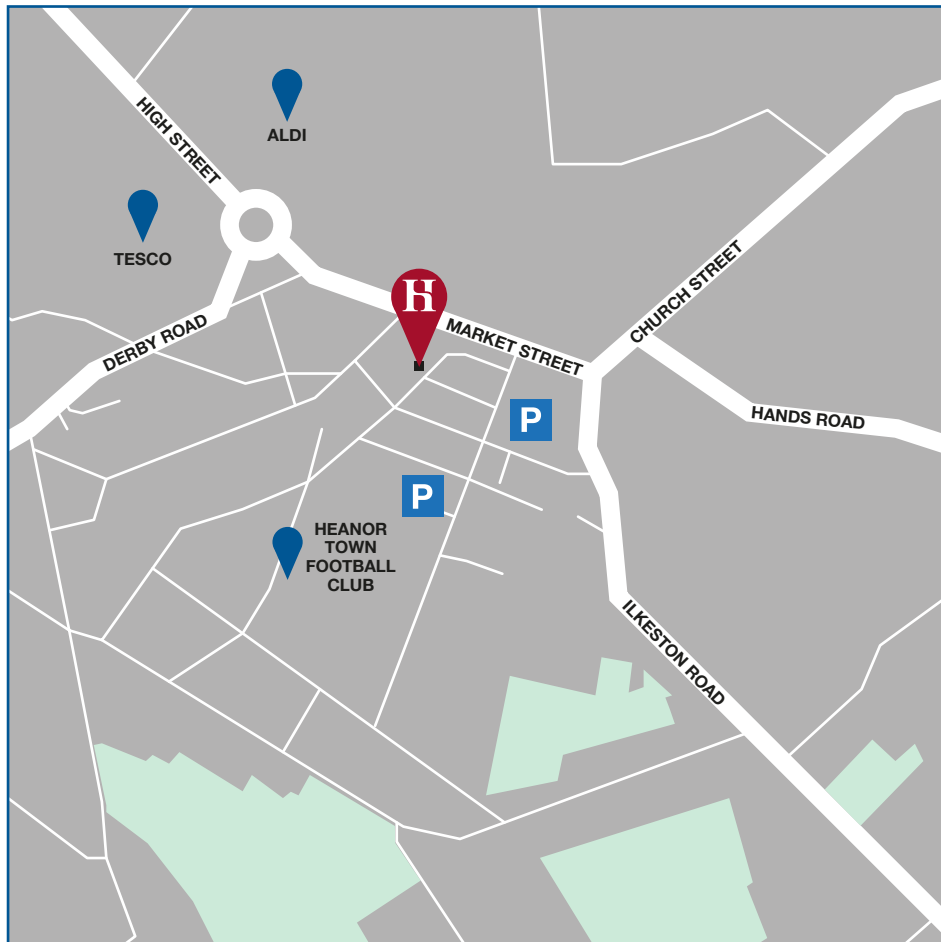 HIGH STREET
ALDI
TESCO
DERBY ROAD
H
MARKET STREET
CHURCH STREET
HANDS ROAD
P
P
HEANOR
TOWN
FOOTBALL
CLUB
ILKESTON ROAD